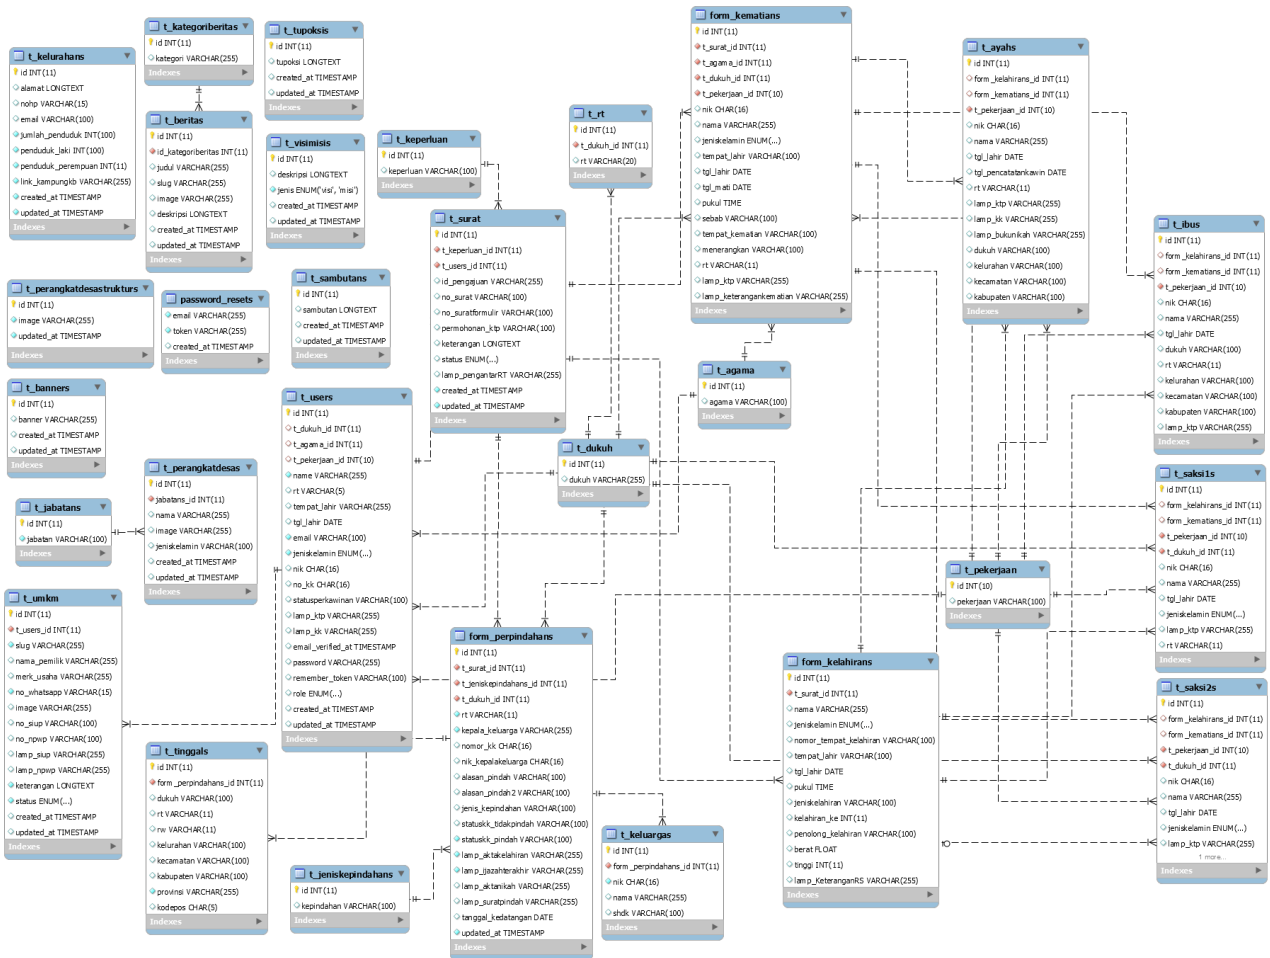 t_kelurahans
id INT(11)
alamat LONGTEXT
nohp VARCHAR(15)
email VARCHAR(100)
jumlah_penduduk INT(100)
penduduk_laki INT(100)
penduduk_perempuan INT(11)
link_kampungkb VARCHAR(255)
created_at TIMESTAMP
updated_at TIMESTAMP
Indexes
t_kategoriberitas
id INT(11)
kategori VARCHAR(255)
Indexes
t_tupoksis
id INT(11)
tupoksi LONGTEXT
created_at TIMESTAMP
updated_at TIMESTAMP
Indexes
t_beritas
id INT(11)
id_kategoriberitas INT(11)
judul VARCHAR(255)
slug VARCHAR(255)
image VARCHAR(255)
deskripsi LONGTEXT
created_at TIMESTAMP
updated_at TIMESTAMP
Indexes
t_visimisis
id INT(11)
deskripsi LONGTEXT
jenis ENUM('visi', 'misi')
created_at TIMESTAMP
updated_at TIMESTAMP
Indexes
t_keperluan
id INT(11)
keperluan VARCHAR(100)
Indexes
t_rt
id INT(11)
t_dukuh_id INT(11)
rt VARCHAR(20)
Indexes
form_kematians
id INT(11)
t_surat_id INT(11)
t_agama_id INT(11)
t_dukuh_id INT(11)
t_pekerjaan_id INT(10)
nik CHAR(16)
nama VARCHAR(255)
jeniskelamin ENUM(...)
tempat_lahir VARCHAR(100)
tgl_lahir DATE
tgl_mati DATE
pukul TIME
sebab VARCHAR(100)
tempat_kematian VARCHAR(100)
menerangkan VARCHAR(100)
rt VARCHAR(11)
lamp_ktp VARCHAR(255)
lamp_keterangankematian VARCHAR(255)
Indexes
t_ayahs
id INT(11)
form_kelahirans_id INT(11)
form_kematians_id INT(11)
t_pekerjaan_id INT(10)
nik CHAR(16)
nama VARCHAR(255)
tgl_lahir DATE
tgl_pencatatankawin DATE
rt VARCHAR(11)
lamp_ktp VARCHAR(255)
lamp_kk VARCHAR(255)
lamp_bukunikah VARCHAR(255)
dukuh VARCHAR(100)
kelurahan VARCHAR(100)
kecamatan VARCHAR(100)
kabupaten VARCHAR(100)
Indexes
t_ibus
id INT(11)
form_kelahirans_id INT(11)
form_kematians_id INT(11)
t_pekerjaan_id INT(10)
nik CHAR(16)
nama VARCHAR(255)
tgl_lahir DATE
dukuh VARCHAR(100)
rt VARCHAR(11)
kelurahan VARCHAR(100)
kecamatan VARCHAR(100)
kabupaten VARCHAR(100)
lamp_ktp VARCHAR(255)
Indexes
t_surat
id INT(11)
t_keperluan_id INT(11)
t_users_id INT(11)
id_pengajuan VARCHAR(255)
no_surat VARCHAR(100)
no_suratformulir VARCHAR(100)
permohonan_ktp VARCHAR(100)
keterangan LONGTEXT
status ENUM(...)
lamp_pengantarRT VARCHAR(255)
created_at TIMESTAMP
updated_at TIMESTAMP
Indexes
t_perangkatdesastrukturs
image VARCHAR(255)
updated_at TIMESTAMP
Indexes
password_resets
email VARCHAR(255)
token VARCHAR(255)
created_at TIMESTAMP
t_sambutans
id INT(11)
sambutan LONGTEXT
created_at TIMESTAMP
updated_at TIMESTAMP
Indexes
t_banners
id INT(11)
banner VARCHAR(255)
created_at TIMESTAMP
updated_at TIMESTAMP
Indexes
t_users
id INT(11)
t_dukuh_id INT(11)
t_agama_id INT(11)
t_pekerjaan_id INT(10)
name VARCHAR(255)
rt VARCHAR(5)
tempat_lahir VARCHAR(255)
tgl_lahir DATE
email VARCHAR(255)
jeniskelamin ENUM(...)
nik CHAR(16)
no_kk CHAR(16)
statusperkawinan VARCHAR(100)
lamp_ktp VARCHAR(255)
lamp_kk VARCHAR(255)
email_verified_at TIMESTAMP
password VARCHAR(255)
remember_token VARCHAR(100)
role ENUM(...)
created_at TIMESTAMP
updated_at TIMESTAMP
Indexes
t_agama
id INT(11)
agama VARCHAR(100)
Indexes
t_dukuh
id INT(11)
dukuh VARCHAR(255)
Indexes
t_perangkatdesas
id INT(11)
jabatans_id INT(11)
nama VARCHAR(255)
image VARCHAR(255)
jeniskelamin VARCHAR(100)
created_at TIMESTAMP
updated_at TIMESTAMP
Indexes
t_jabatans
id INT(11)
jabatan VARCHAR(100)
Indexes
t_saksi1s
id INT(11)
form_kelahirans_id INT(11)
form_kematians_id INT(11)
t_pekerjaan_id INT(10)
t_dukuh_id INT(11)
nik CHAR(16)
nama VARCHAR(255)
tgl_lahir DATE
jeniskelamin ENUM(...)
lamp_ktp VARCHAR(255)
rt VARCHAR(11)
Indexes
t_pekerjaan
id INT(10)
pekerjaan VARCHAR(100)
Indexes
t_umkm
id INT(11)
t_users_id INT(11)
slug VARCHAR(255)
nama_pemilik VARCHAR(255)
merk_usaha VARCHAR(255)
no_whatsapp VARCHAR(15)
image VARCHAR(255)
no_siup VARCHAR(100)
no_npwp VARCHAR(100)
lamp_siup VARCHAR(255)
lamp_npwp VARCHAR(255)
keterangan LONGTEXT
status ENUM(...)
created_at TIMESTAMP
updated_at TIMESTAMP
Indexes
form_perpindahans
id INT(11)
t_surat_id INT(11)
t_jeniskepindahans_id INT(11)
t_dukuh_id INT(11)
rt VARCHAR(11)
kepala_keluarga VARCHAR(255)
nomor_kk CHAR(16)
nik_kepalakeluarga CHAR(16)
alasan_pindah VARCHAR(100)
alasan_pindah2 VARCHAR(100)
jenis_kepindahan VARCHAR(100)
statuskk_tidakpindah VARCHAR(100)
statuskk_pindah VARCHAR(100)
lamp_aktakelahiran VARCHAR(255)
lamp_ijazahterakhir VARCHAR(255)
lamp_aktanikah VARCHAR(255)
lamp_suratpindah VARCHAR(255)
tanggal_kedatangan DATE
updated_at TIMESTAMP
Indexes
form_kelahirans
id INT(11)
t_surat_id INT(11)
nama VARCHAR(255)
jeniskelamin ENUM(...)
nomor_tempat_kelahiran VARCHAR(255)
tempat_lahir VARCHAR(100)
tgl_lahir DATE
pukul TIME
jeniskelahiran VARCHAR(100)
kelahiran_ke INT(11)
penolong_kelahiran VARCHAR(100)
berat FLOAT
tinggi INT(11)
lamp_KeteranganRS VARCHAR(255)
Indexes
t_saksi2s
id INT(11)
form_kelahirans_id INT(11)
form_kematians_id INT(11)
t_pekerjaan_id INT(10)
t_dukuh_id INT(11)
nik CHAR(16)
nama VARCHAR(255)
tgl_lahir DATE
jeniskelamin ENUM(...)
lamp_ktp VARCHAR(255)
1 more...
Indexes
t_tinggals
id INT(11)
form_perpindahans_id INT(11)
dukuh VARCHAR(100)
rt VARCHAR(11)
rw VARCHAR(11)
kelurahan VARCHAR(100)
kecamatan VARCHAR(100)
kabupaten VARCHAR(100)
provinsi VARCHAR(255)
kodepos CHAR(5)
Indexes
t_jeniskepindahans
id INT(11)
kepindahan VARCHAR(100)
Indexes
t_keluargas
id INT(11)
form_perpindahans_id INT(11)
nik CHAR(16)
nama VARCHAR(255)
shdk VARCHAR(100)
Indexes